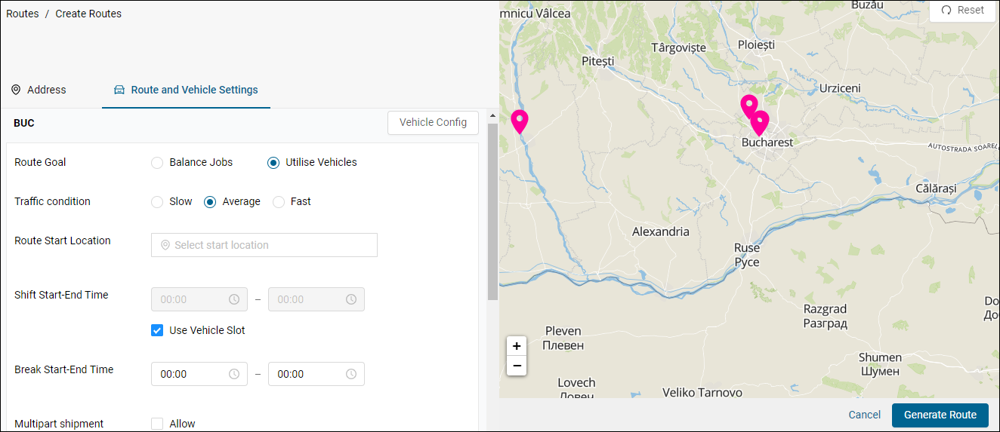 Routes / Create Routes
Address
Route and Vehicle Settings
BUC
Vehicle Config
Route Goal
Balance Jobs
Utilise Vehicles
Traffic condition
Slow
Average
Fast
Route Start Location
Select start location
Shift Start-End Time
00:00
–
00:00
Use Vehicle Slot
Break Start-End Time
00:00
–
00:00
Multipart shipment
Allow
Buzău
Reset
mnicu Vâlcea
Târgoviște
Ploiești
Pitești
Urziceni
Bucharest
AUTOSTRADA SOAREL
Călărași
Alexandria
Ruse
Русе
Razgrad
Разград
Do
До
Pleven
Плевен
Shumen
Шумен
Lovech
Ловеч
Veliko Tarnovo
+
−
Cancel
Generate Route